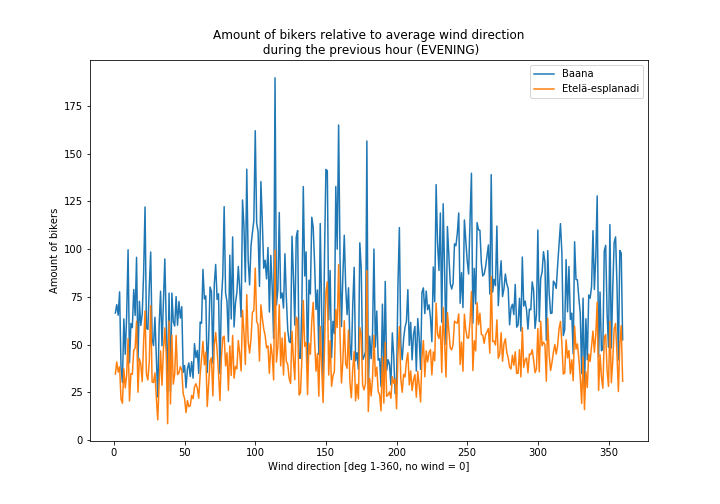 Amount of bikers relative to average wind direction
during the previous hour (EVENING)
Baana
Etelä-esplanadi
Amount of bikers
175
150
125
100
75
50
25
0
0 50 100 150 200 250 300 350
Wind direction [deg 1-360, no wind = 0]